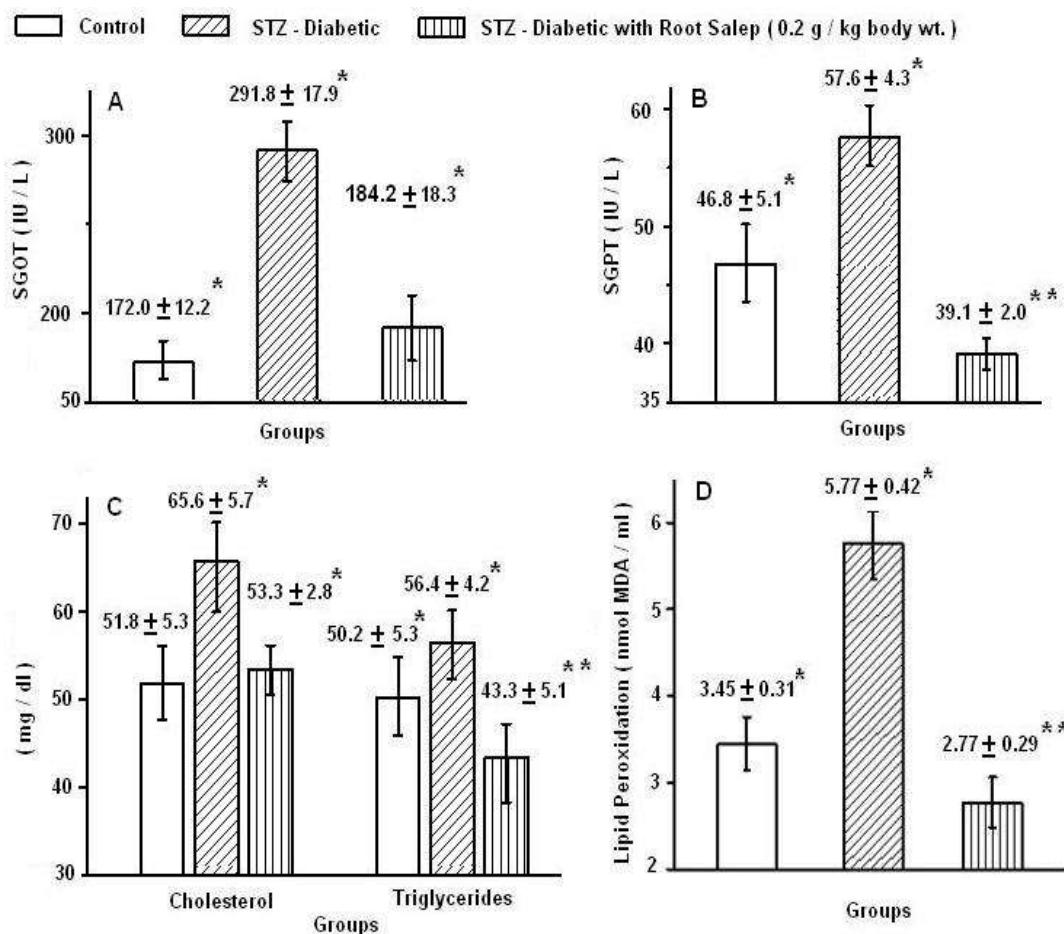 Control STZ - Diabetic STZ - Diabetic with Root Salep ( 0.2 g / kg body wt. )
A
SGOT ( IU / L )
300
200
50
172.0 ± 12.2 *
291.8 ± 17.9 *
184.2 ± 18.3 *
Groups
B
SGPT ( IU / L )
60
50
40
35
46.8 ± 5.1 *
57.6 ± 4.3 *
39.1 ± 2.0 **
Groups
C
( mg / dl )
70
60
50
40
30
51.8 ± 5.3
65.6 ± 5.7 *
53.3 ± 2.8 *
50.2 ± 5.3 *
56.4 ± 4.2 *
43.3 ± 5.1 **
Cholesterol Triglycerides
Groups
D
Lipid Peroxidation ( nmol MDA / ml )
6
5
4
3
2
3.45 ± 0.31 *
5.77 ± 0.42 *
2.77 ± 0.29 **
Groups